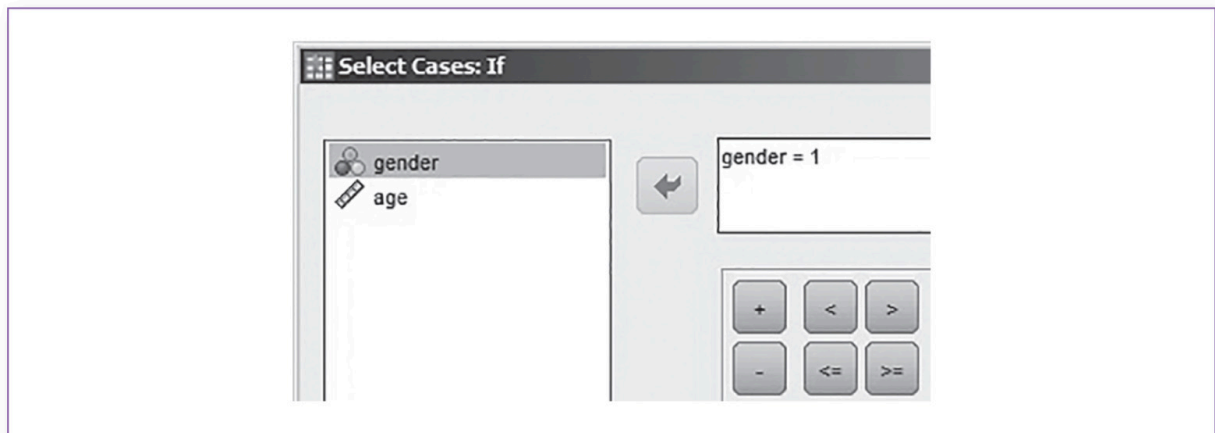 Select Cases: If
gender
age
gender = 1
+ < >
- <= >=